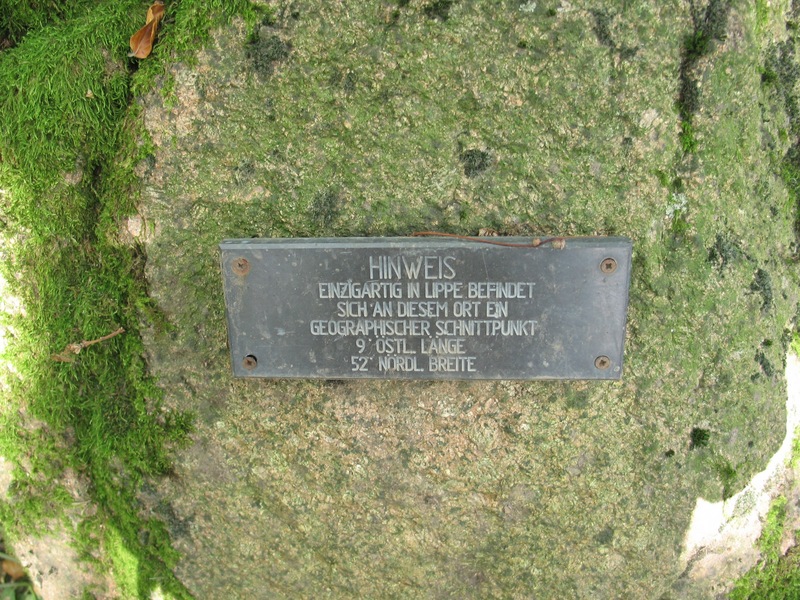 HINWEIS
EINZIGARTIG IN LIPPE BEFINDET
SICH AN DIESEM ORT EIN
GEOGRAPHISCHER SCHNITTPUNKT
9° ÖSTL. LÄNGE
52° NÖRDL. BREITE